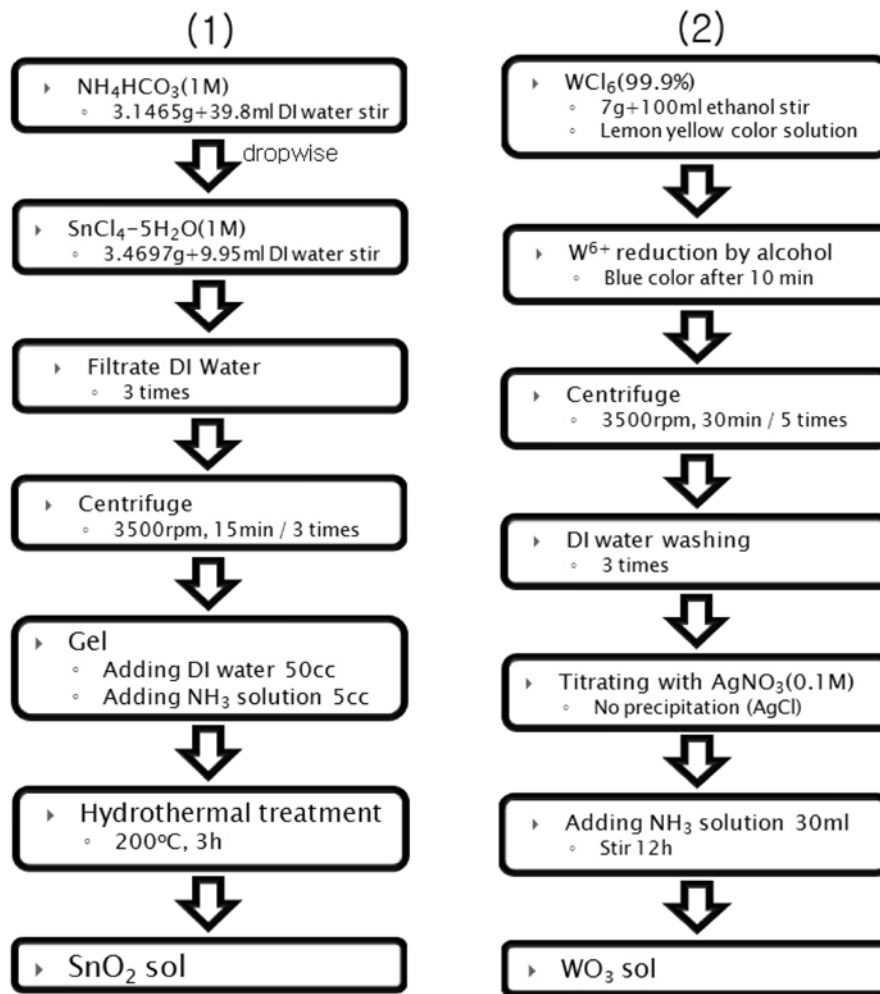 (1)
NH₄HCO₃(1M)
3.1465g+39.8ml DI water stir
dropwise
SnCl₄-5H₂O(1M)
3.4697g+9.95ml DI water stir
Filtrate DI Water
3 times
Centrifuge
3500rpm, 15min / 3 times
Gel
Adding DI water 50cc
Adding NH₃ solution 5cc
Hydrothermal treatment
200ºC, 3h
SnO₂ sol
(2)
WCl₆(99.9%)
7g+100ml ethanol stir
Lemon yellow color solution
W⁶⁺ reduction by alcohol
Blue color after 10 min
Centrifuge
3500rpm, 30min / 5 times
DI water washing
3 times
Titrating with AgNO₃(0.1M)
No precipitation (AgCl)
Adding NH₃ solution 30ml
Stir 12h
WO₃ sol